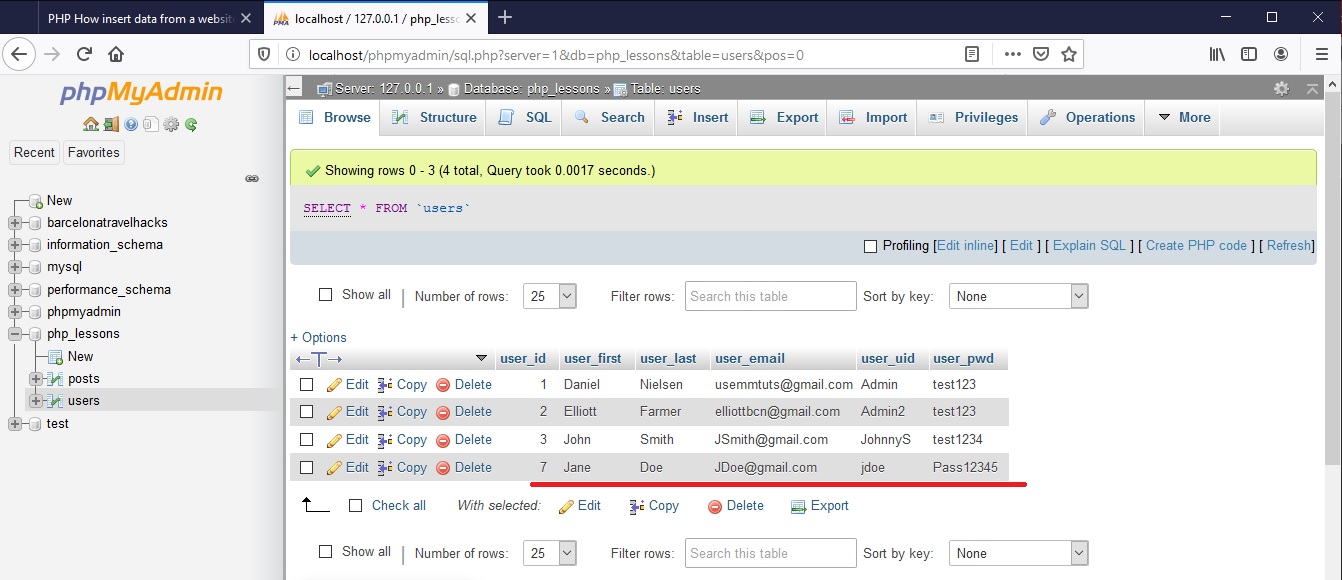 PHP How insert data from a website
localhost / 127.0.0.1 / php_less
localhost/phpmyadmin/sql.php?server=1&db=php_lessons&table=users&pos=0
phpMyAdmin
Recent Favorites
New
barcelonatravelhacks
information_schema
mysql
performance_schema
phpmyadmin
php_lessons
New
posts
users
test
Server: 127.0.0.1 » Database: php_lessons » Table: users
Browse Structure SQL Search Insert Export Import Privileges Operations More
Showing rows 0 - 3 (4 total, Query took 0.0017 seconds.)
SELECT * FROM `users`
Profiling [Edit inline] [ Edit ] [ Explain SQL ] [ Create PHP code ] [ Refresh]
Show all | Number of rows: 25 Filter rows: Search this table Sort by key: None
+ Options
←T→ user_id user_first user_last user_email user_uid user_pwd
Edit Copy Delete 1 Daniel Nielsen usemmtuts@gmail.com Admin test123
Edit Copy Delete 2 Elliott Farmer elliottbcn@gmail.com Admin2 test123
Edit Copy Delete 3 John Smith JSmith@gmail.com JohnnyS test1234
Edit Copy Delete 7 Jane Doe JDoe@gmail.com jdoe Pass12345
Check all With selected: Edit Copy Delete Export
Show all | Number of rows: 25 Filter rows: Search this table Sort by key: None